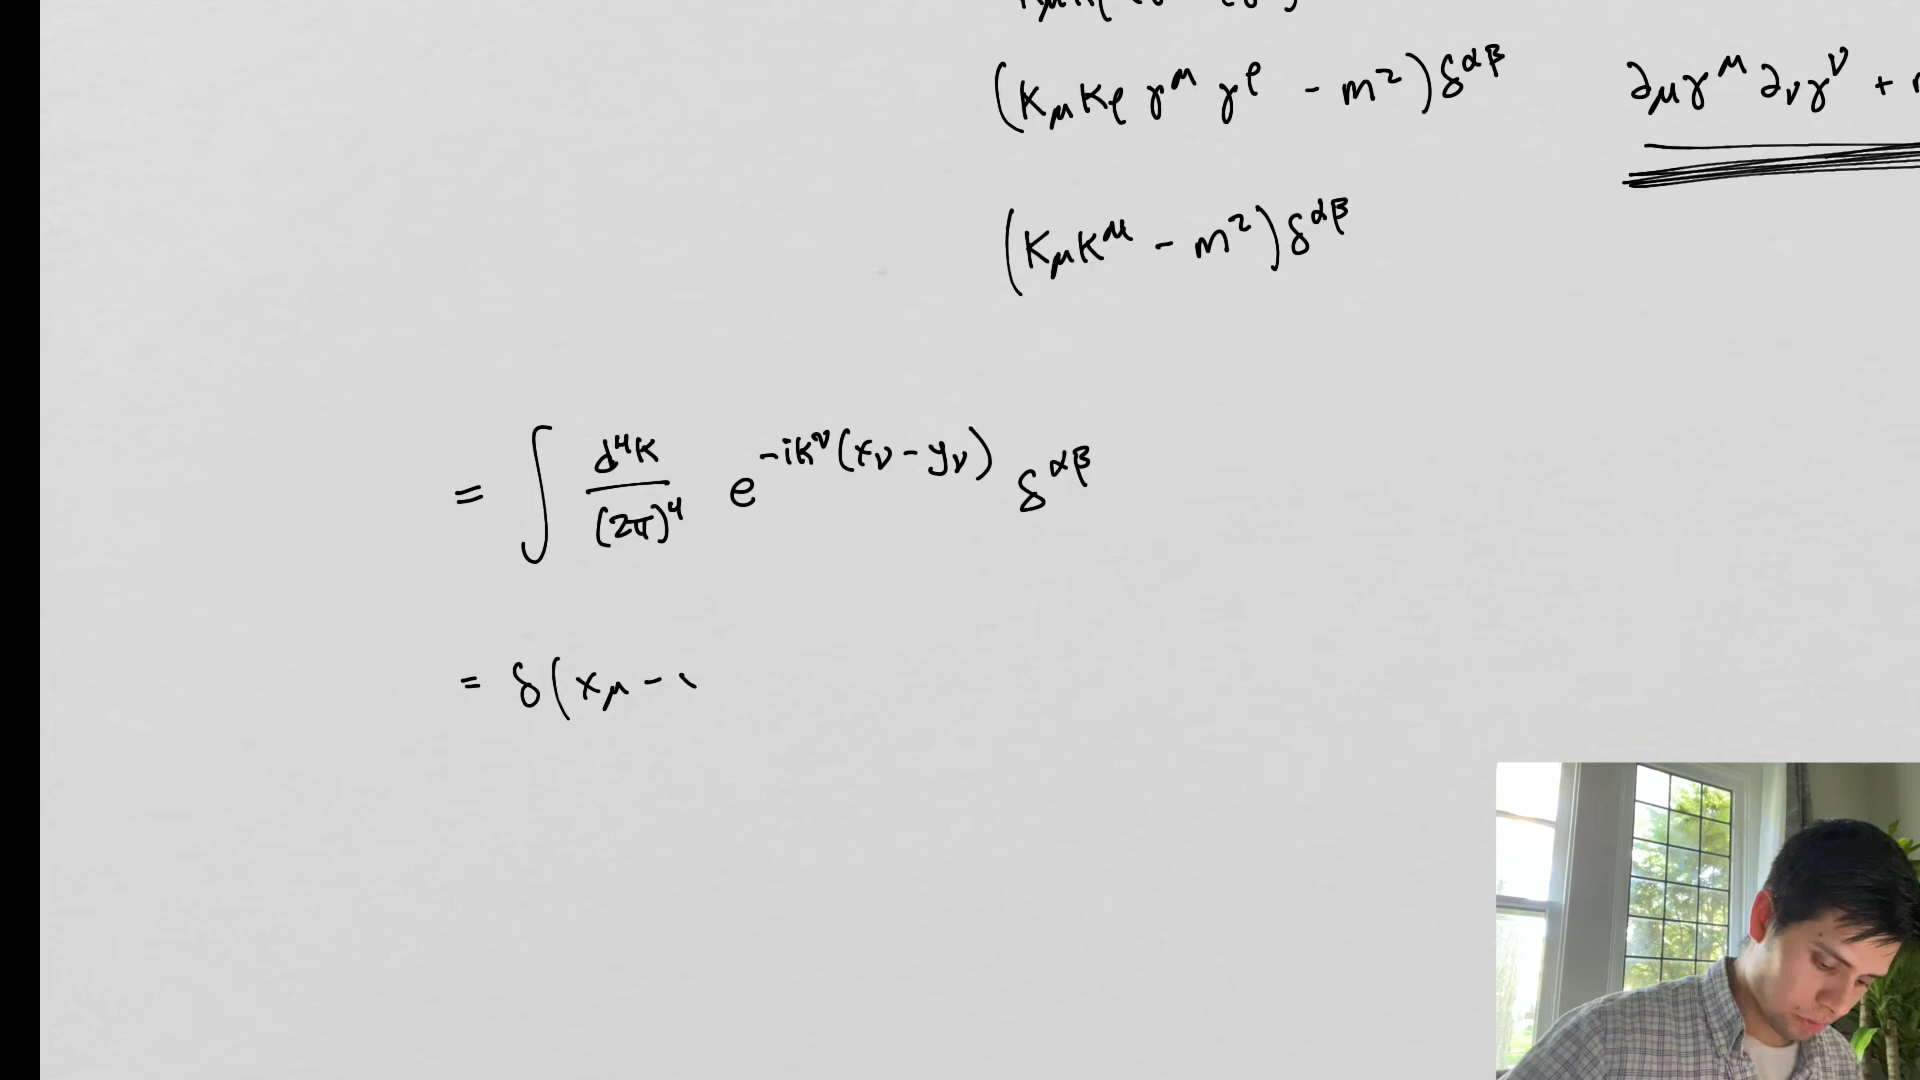 (K_μ K_ρ γ^μ γ^ρ - m²) δ^{αβ}
∂_μ γ^μ ∂_ν γ^ν +
(K_μ K^μ - m²) δ^{αβ}
= ∫ d⁴K/(2π)⁴ e^{-ik^ν(x_ν - y_ν)} δ^{αβ}
= δ(x_μ -